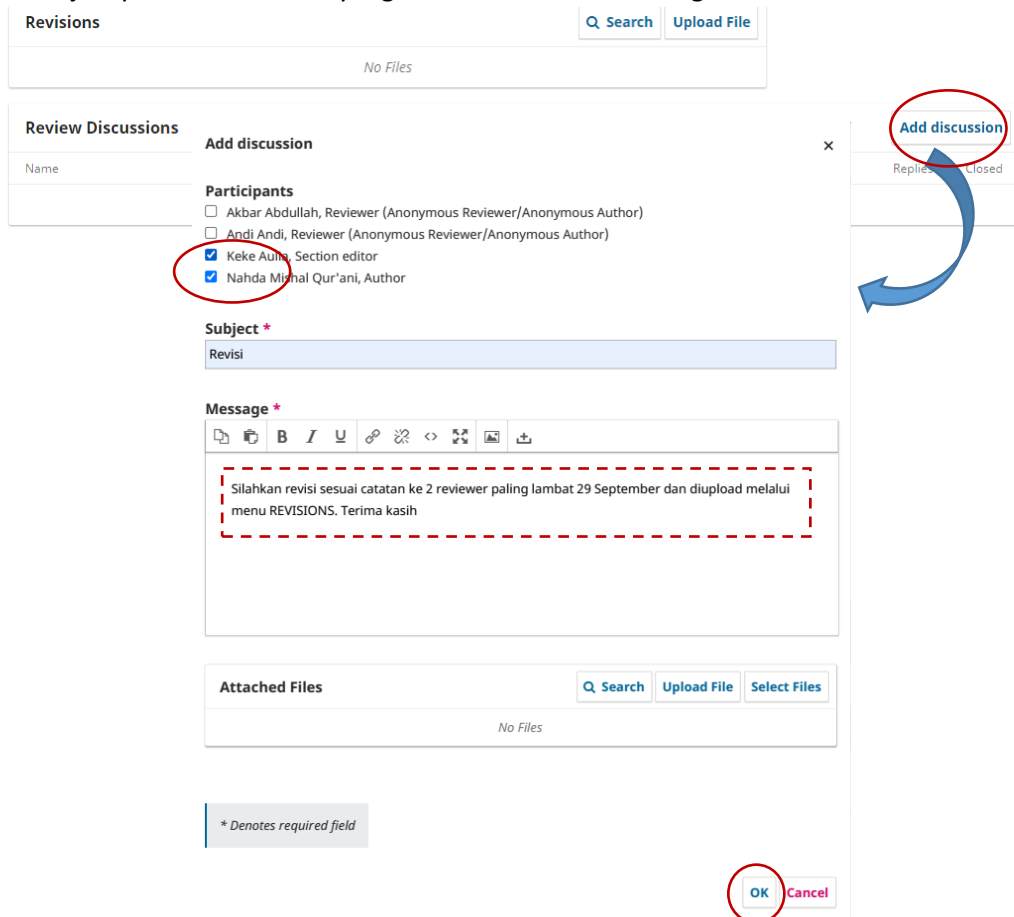 Revisions
Search
Upload File
No Files
Review Discussions
Add discussion
Name
Replies
Closed
Add discussion
×
Participants
Akbar Abdullah, Reviewer (Anonymous Reviewer/Anonymous Author)
Andi Andi, Reviewer (Anonymous Reviewer/Anonymous Author)
Keke Aulia, Section editor
Nahda Mishal Qur'ani, Author
Subject *
Revisi
Message *
B I U
Silahkan revisi sesuai catatan ke 2 reviewer paling lambat 29 September dan diupload melalui
menu REVISIONS. Terima kasih
Attached Files
Search
Upload File
Select Files
No Files
* Denotes required field
OK
Cancel